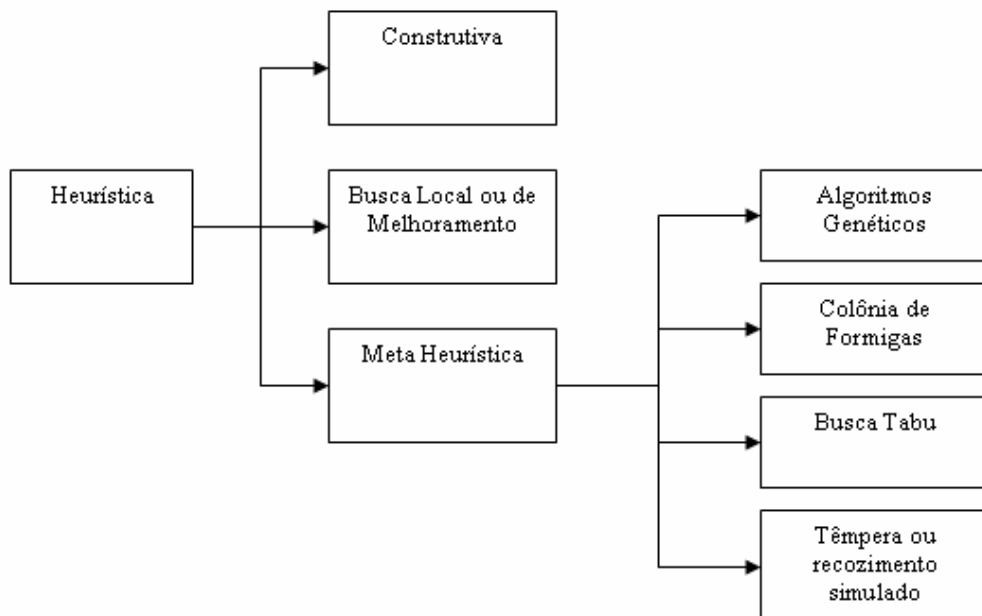 Heurística
Construtiva
Busca Local ou de
Melhoramento
Meta Heurística
Algoritmos
Genéticos
Colônia de
Formigas
Busca Tabu
Têmpera ou
recozimento
simulado